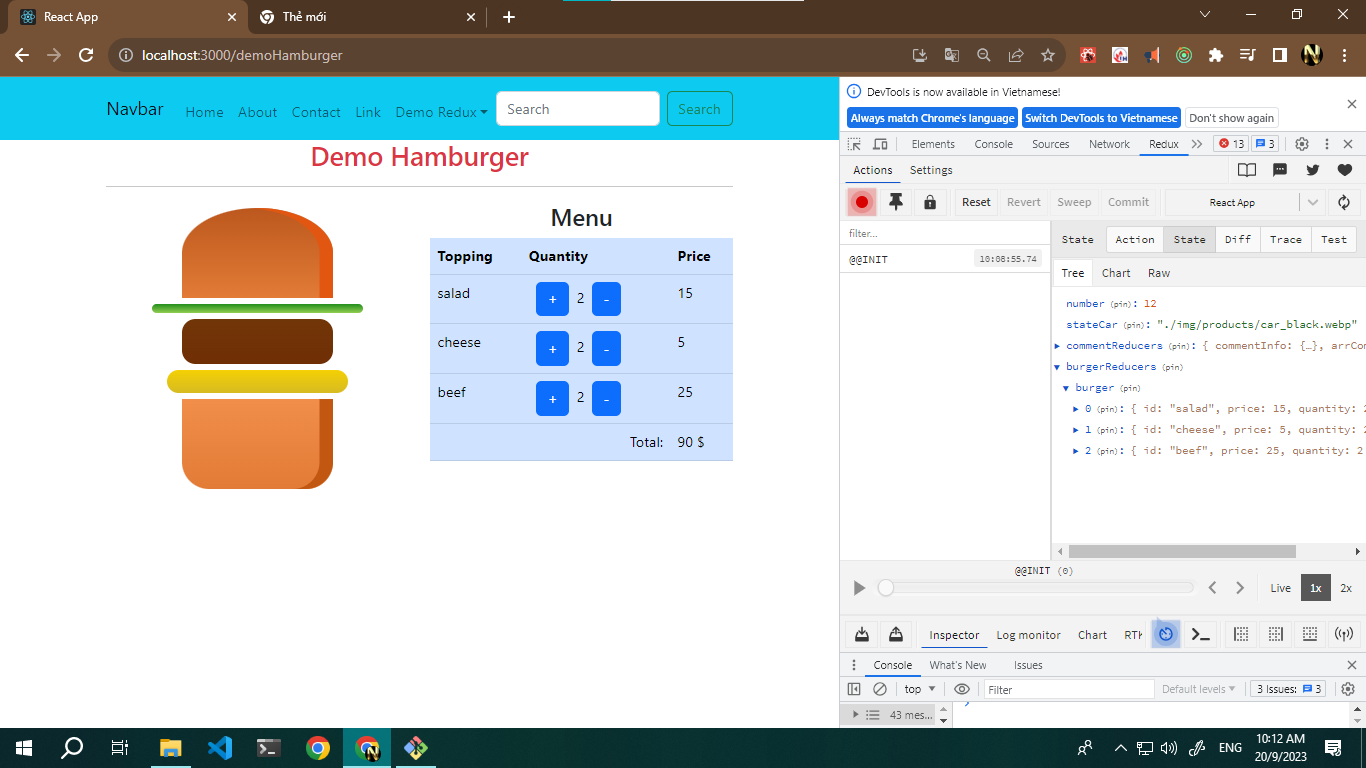 React App
Thẻ mới
localhost:3000/demoHamburger
Navbar Home About Contact Link Demo Redux Search Search
Demo Hamburger
Menu
Topping Quantity Price
salad + 2 - 15
cheese + 2 - 5
beef + 2 - 25
Total: 90 $
DevTools is now available in Vietnamese!
Always match Chrome's language Switch DevTools to Vietnamese Don't show again
Elements Console Sources Network Redux 13 3
Actions Settings
Reset Revert Sweep Commit React App
filter...
@@INIT 10:08:55.74
State Action State Diff Trace Test
Tree Chart Raw
number (pin): 12
stateCar (pin): "./img/products/car_black.webp"
commentReducers (pin): { commentInfo: {…}, arrCo
burgerReducers (pin)
burger (pin)
0 (pin): { id: "salad", price: 15, quantity: 2
1 (pin): { id: "cheese", price: 5, quantity: 2
2 (pin): { id: "beef", price: 25, quantity: 2
@@INIT (0)
Live 1x 2x
Inspector Log monitor Chart RTK
Console What's New Issues
top Filter Default levels 3 Issues: 3
43 mes...
ENG 10:12 AM
20/9/2023